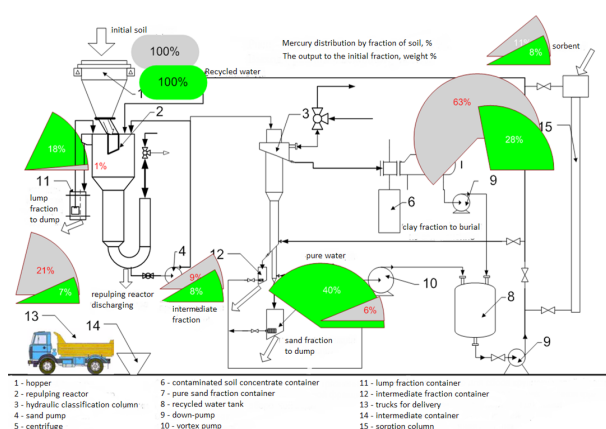 initial soil
100%
100%
Mercury distribution by fraction of soil, %
The output to the initial fraction, weight %
11%
8%
sorbent
Recycled water
1
2
3
63%
28%
15
18%
1%
11
lump
fraction
to dump
9
6
clay fraction to burial
21%
7%
4
9%
8%
12
pure water
40%
6%
10
8
repulping reactor
discharging
intermediate
fraction
sand fraction
to dump
13
14
9
1 - hopper
2 - repulping reactor
3 - hydraulic classification column
4 - sand pump
5 - centrifuge
6 - contaminated soil concentrate container
7 - pure sand fraction container
8 - recycled water tank
9 - down-pump
10 - vortex pump
11 - lump fraction container
12 - intermediate fraction container
13 - trucks for delivery
14 - intermediate container
15 - sorption column